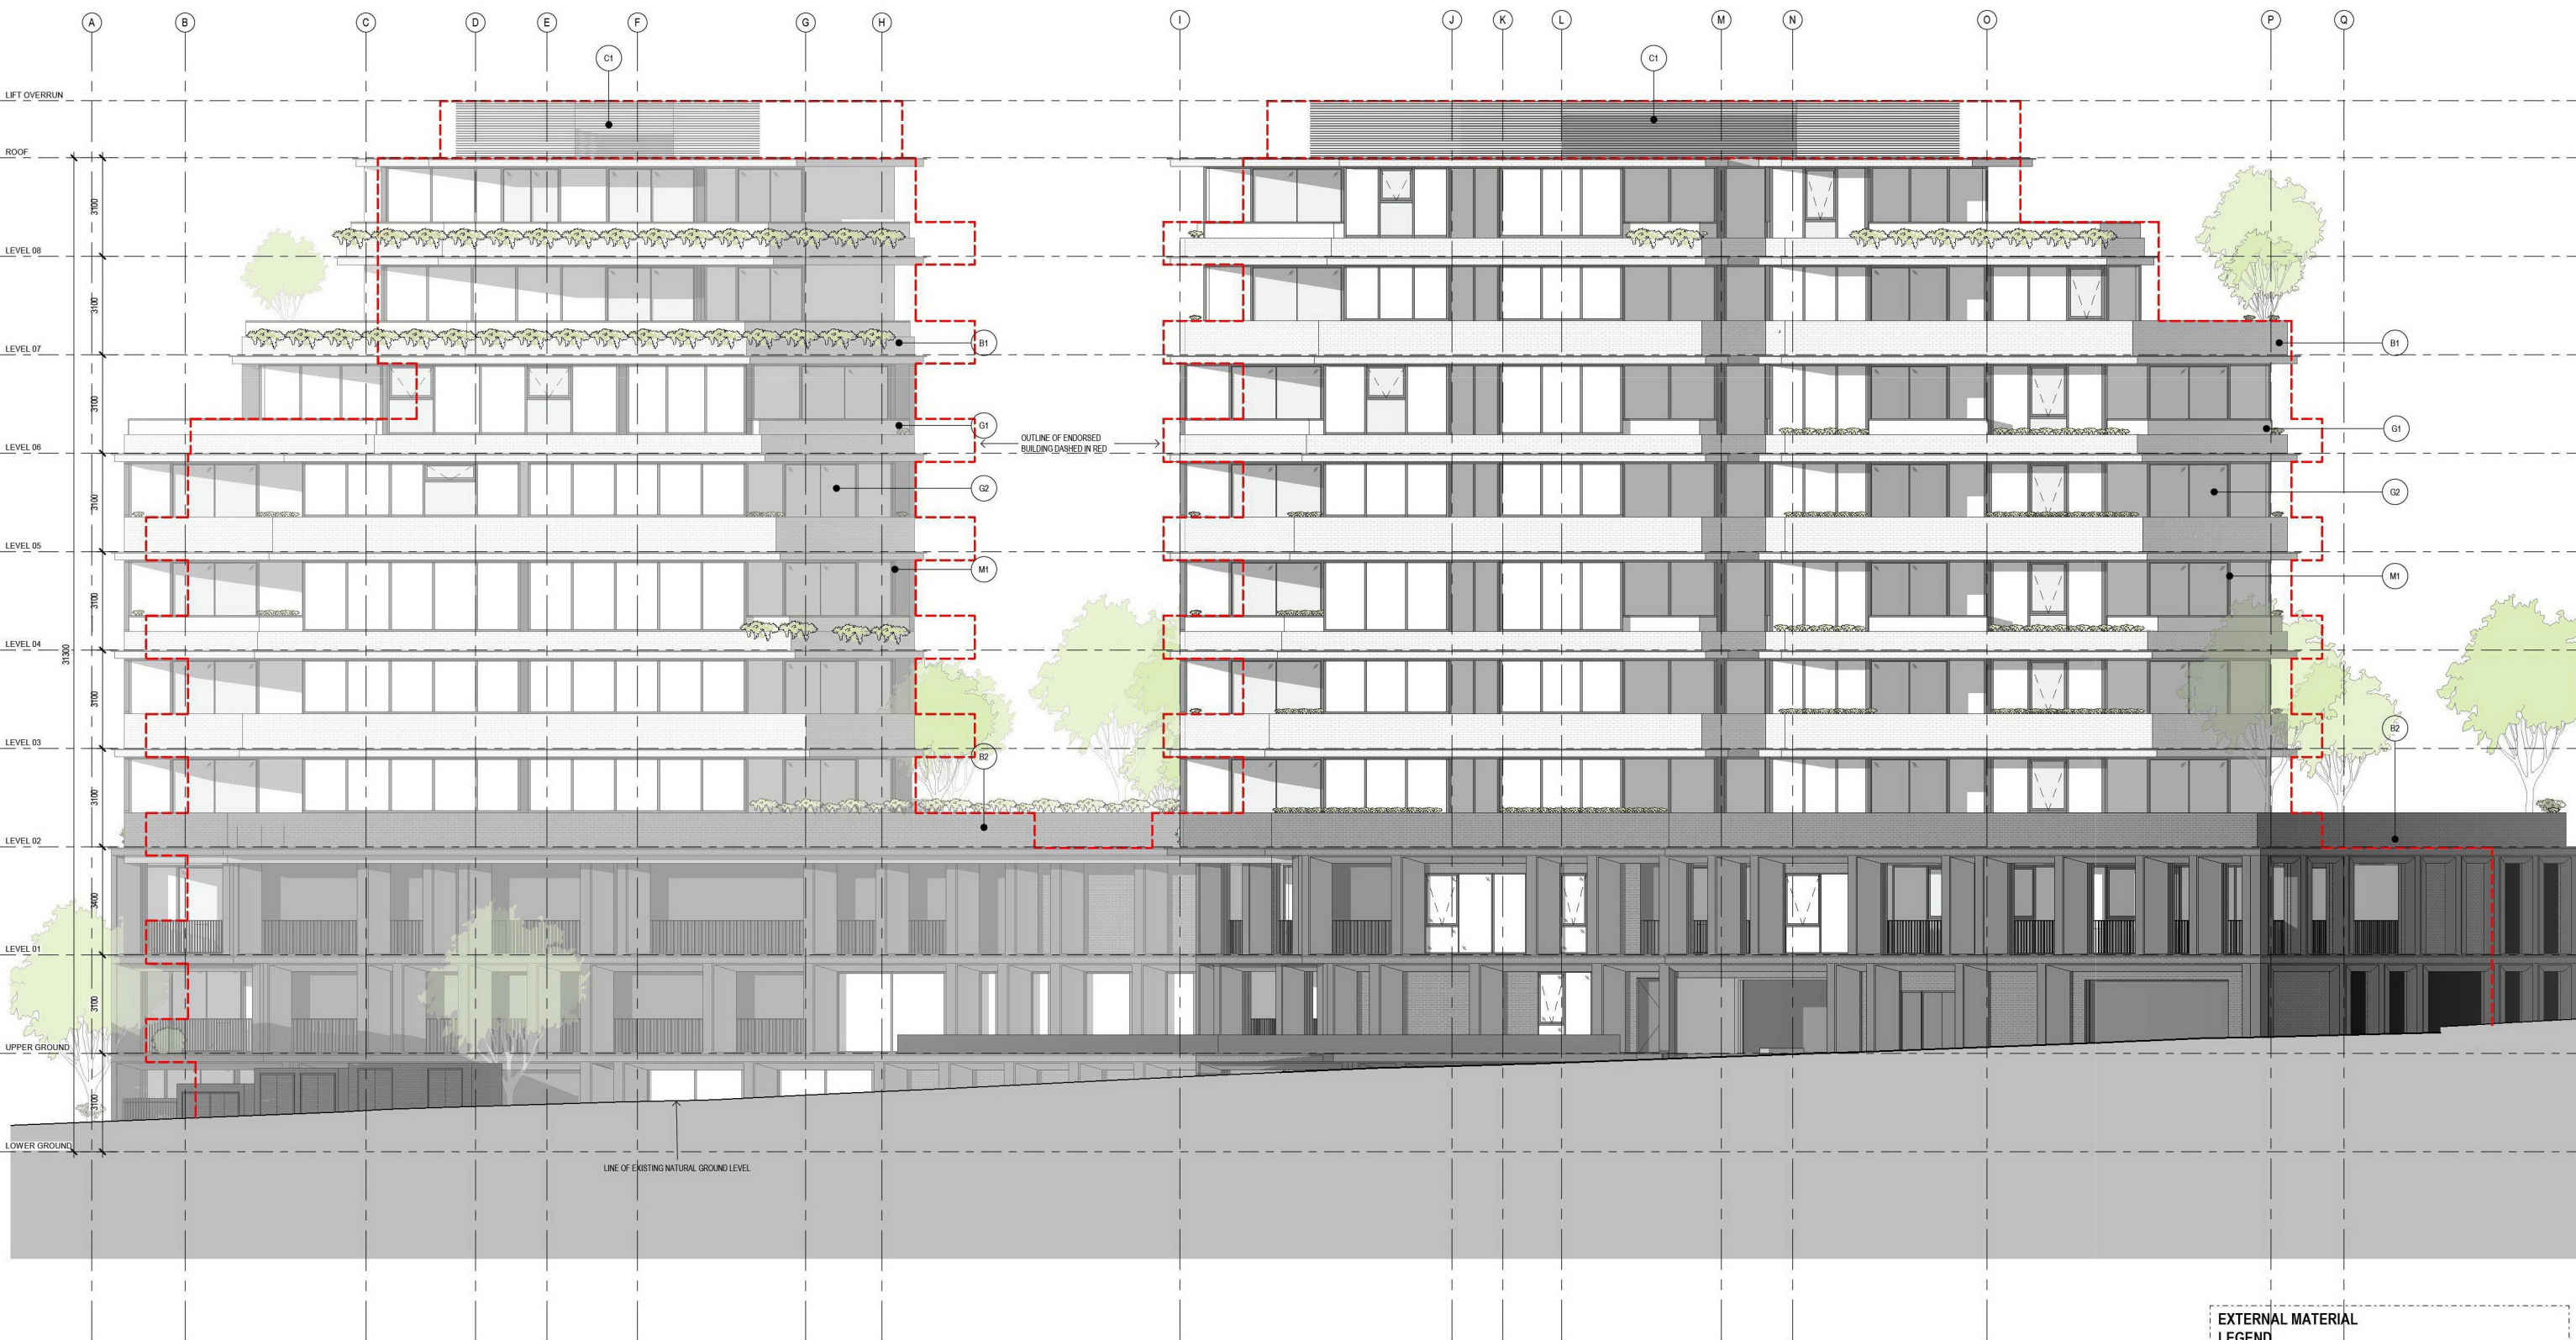 A B C D E F G H I J K L M N O P Q
C1 C1
LIFT OVERRUN
ROOF
3100
LEVEL 08
3100
LEVEL 07
B1 B1
3100
LEVEL 06
G1 G1
OUTLINE OF ENDORSED
BUILDING DASHED IN RED
3100
G2 G2
LEVEL 05
3100
M1 M1
LEVEL 04
31300
3100
LEVEL 03
B2 B2
3100
LEVEL 02
3400
LEVEL 01
3100
UPPER GROUND
3100
LOWER GROUND
LINE OF EXISTING NATURAL GROUND LEVEL
EXTERNAL MATERIAL
LEGEND